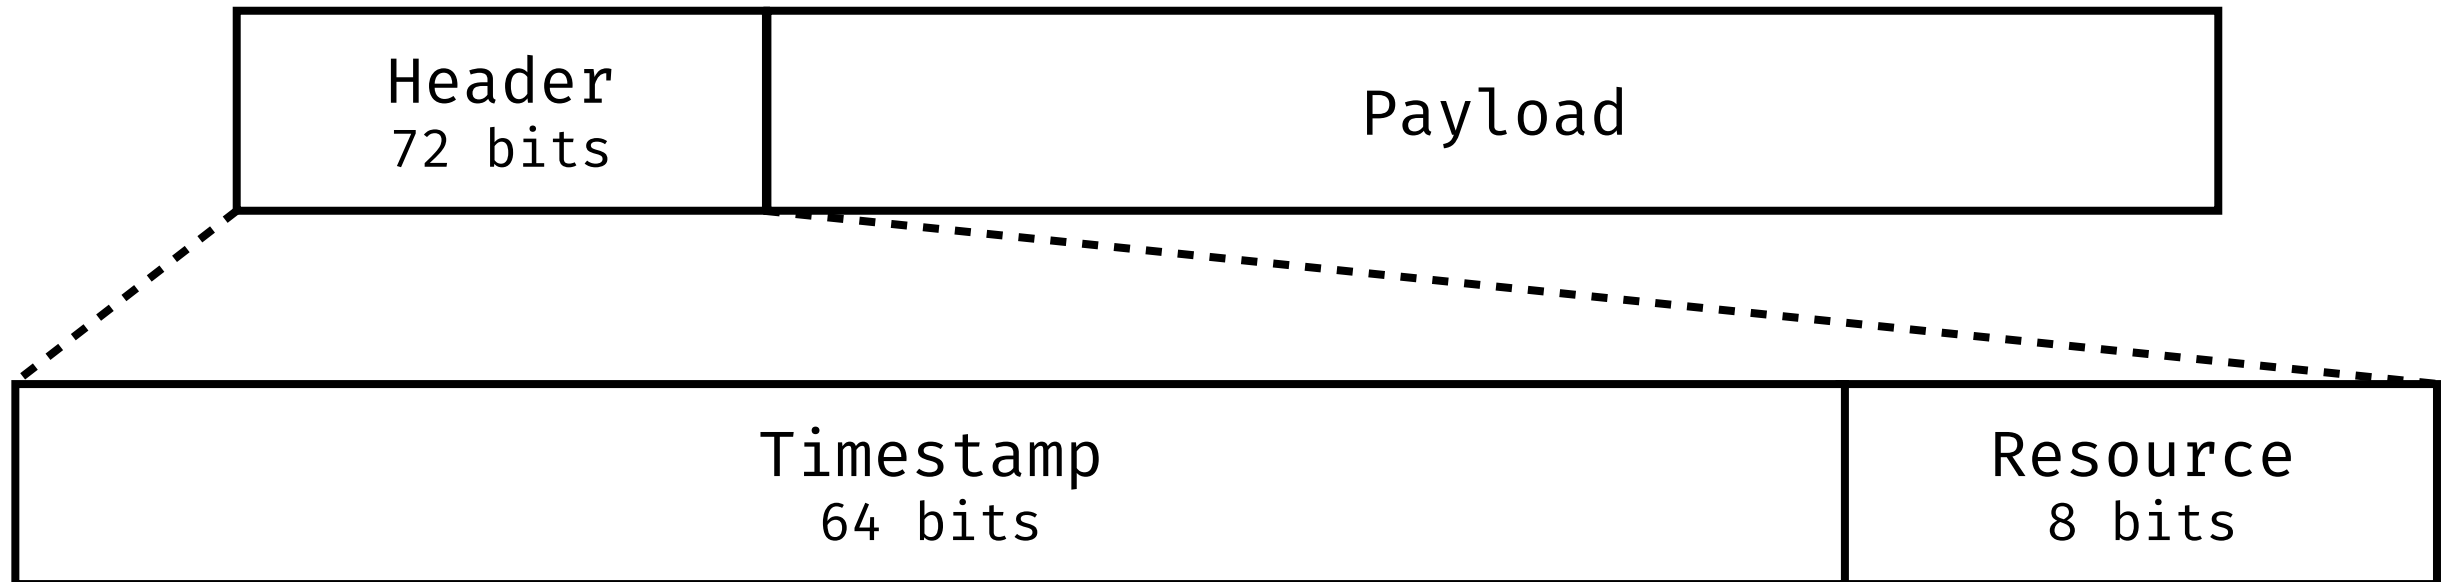 Header
72 bits
Payload
Timestamp
64 bits
Resource
8 bits